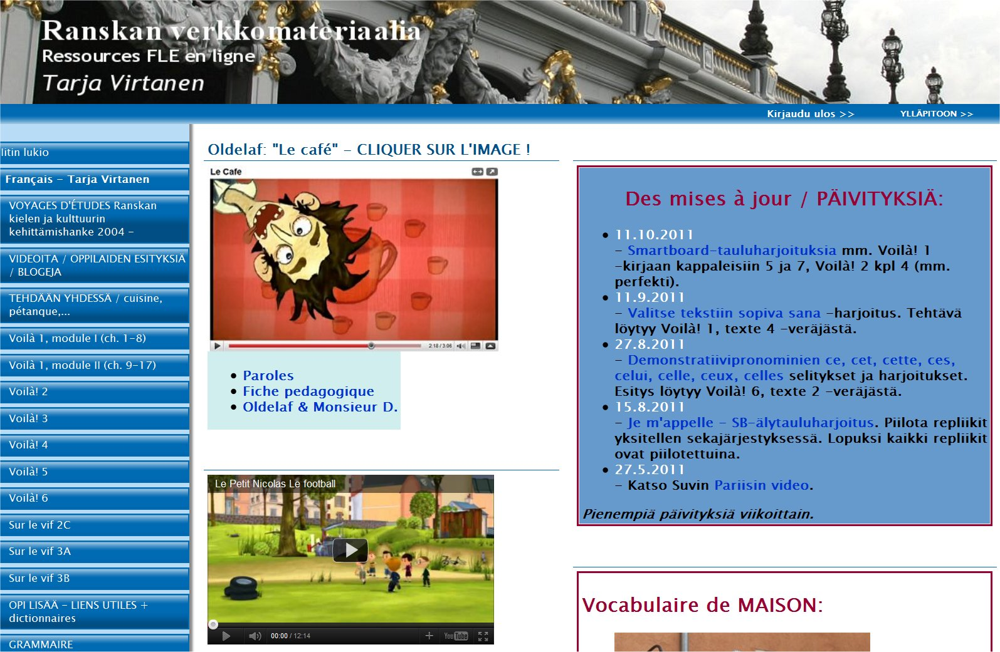 Ranskan verkkomateriaalia
Ressources FLE en ligne
Tarja Virtanen
Kirjaudu ulos >>
YLLÄPITOON >>
Iitin lukio
Français - Tarja Virtanen
VOYAGES D'ÉTUDES Ranskan
kielen ja kulttuurin
kehittämishanke 2004 -
VIDEOITA / OPPILAIDEN ESITYKSIÄ
/ BLOGEJA
TEHDÄÄN YHDESSÄ / cuisine,
pétanque,...
Voilà 1, module I (ch. 1-8)
Voilà 1, module II (ch. 9-17)
Voilà! 2
Voilà! 3
Voilà! 4
Voilà! 5
Voilà! 6
Sur le vif 2C
Sur le vif 3A
Sur le vif 3B
OPI LISÄÄ - LIENS UTILES +
dictionnaires
GRAMMAIRE
Oldelaf: "Le café" - CLIQUER SUR L'IMAGE !
Le Cafe
2:18 / 3:06
Paroles
Fiche pedagogique
Oldelaf & Monsieur D.
Le Petit Nicolas Le football
00:00 / 12:14
YouTube
Des mises à jour / PÄIVITYKSIÄ:
11.10.2011
- Smartboard-tauluharjoituksia mm. Voilà! 1
-kirjaan kappaleisiin 5 ja 7, Voilà! 2 kpl 4 (mm.
perfekti).
11.9.2011
- Valitse tekstiin sopiva sana -harjoitus. Tehtävä
löytyy Voilà! 1, texte 4 -veräjästä.
27.8.2011
- Demonstratiivipronominien ce, cet, cette, ces,
celui, celle, ceux, celles selitykset ja harjoitukset.
Esitys löytyy Voilà! 6, texte 2 -veräjästä.
15.8.2011
- Je m'appelle - SB-älytauluharjoitus. Piilota repliikit
yksitellen sekajärjestyksessä. Lopuksi kaikki repliikit
ovat piilotettuina.
27.5.2011
- Katso Suvin Pariisin video.
Pienempiä päivityksiä viikoittain.
Vocabulaire de MAISON: